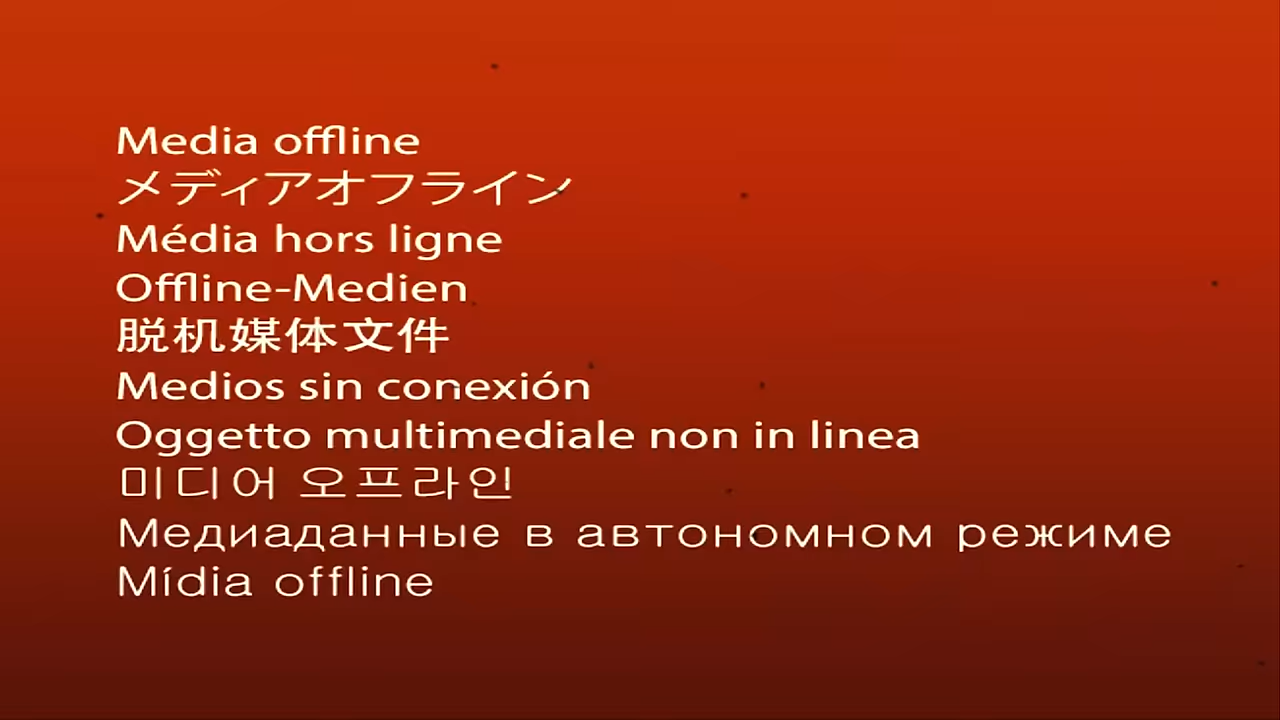 Media offline
メディアオフライン
Média hors ligne
Offline-Medien
脱机媒体文件
Medios sin conexión
Oggetto multimediale non in linea
미디어 오프라인
Медиаданные в автономном режиме
Mídia offline